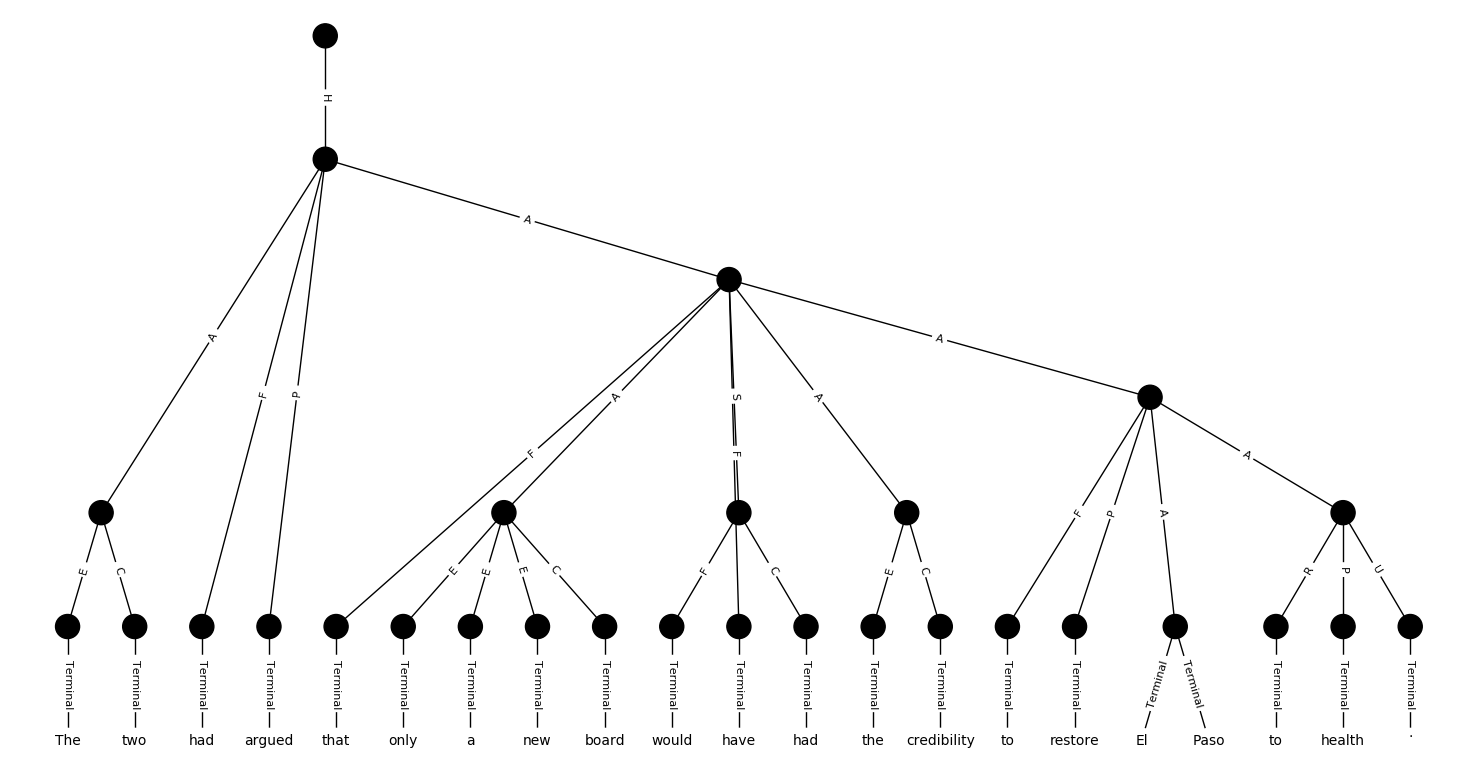 H
A
A
F
P
A
F
A
S
F
A
A
F
P
A
R
P
U
E
C
E
E
E
C
F
C
E
C
Terminal Terminal Terminal Terminal Terminal Terminal Terminal Terminal Terminal Terminal Terminal Terminal Terminal Terminal Terminal Terminal Terminal Terminal Terminal Terminal Terminal
The two had argued that only a new board would have had the credibility to restore El Paso to health .